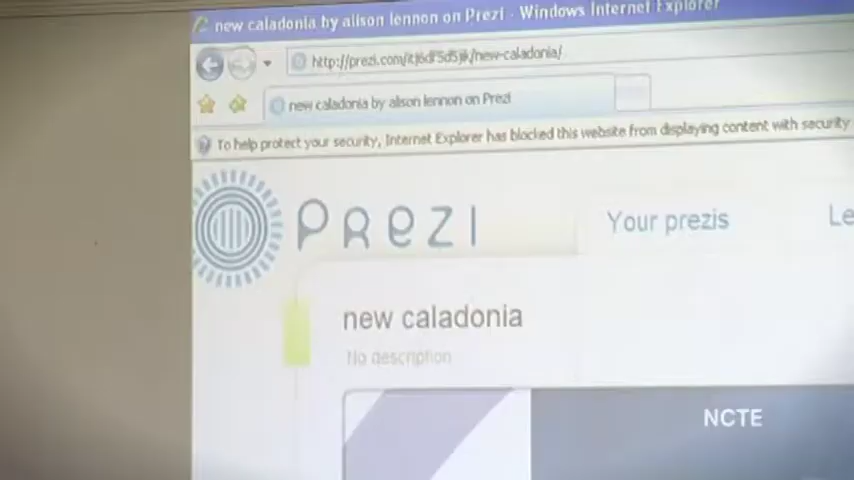 new caladonia by alison lennon on Prezi - Windows Internet Explorer
new caladonia by alison lennon on Prezi
To help protect your security, Internet Explorer has blocked this website from displaying content with security
PREZI
Your prezis
Le
new caladonia
No description
NCTE